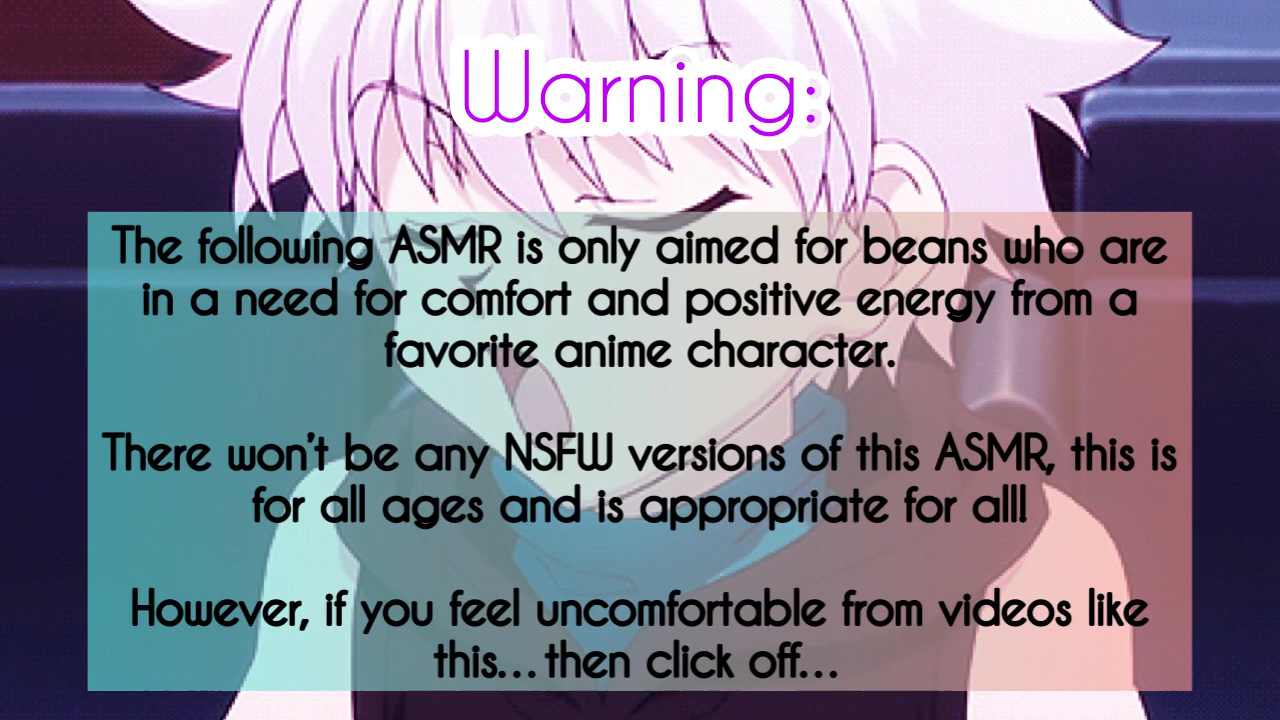 Warning:
The following ASMR is only aimed for beans who are
in a need for comfort and positive energy from a
favorite anime character.
There won't be any NSFW versions of this ASMR, this is
for all ages and is appropriate for all!
However, if you feel uncomfortable from videos like
this... then click off...